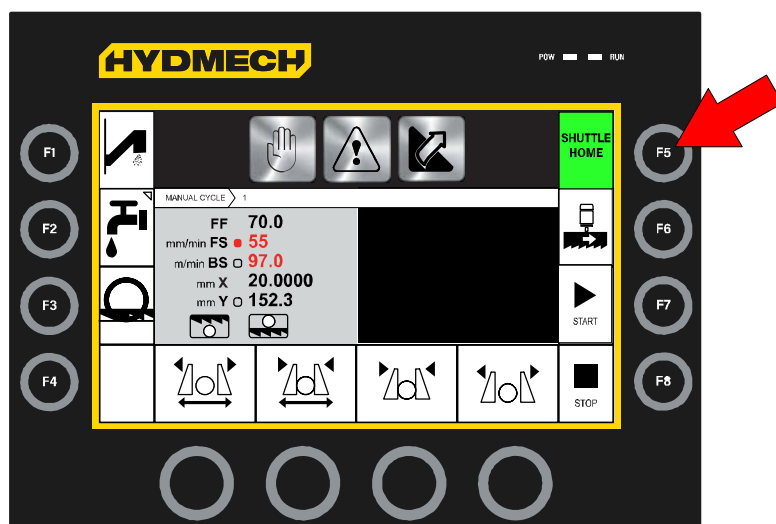 HYDMECH
POW RUN
F1
F2
F3
F4
SHUTTLE
HOME
F5
F6
F7
F8
MANUAL CYCLE 1
FF 70.0
mm/min FS 55
m/min BS 97.0
mm X 20.0000
mm Y 152.3
START
STOP